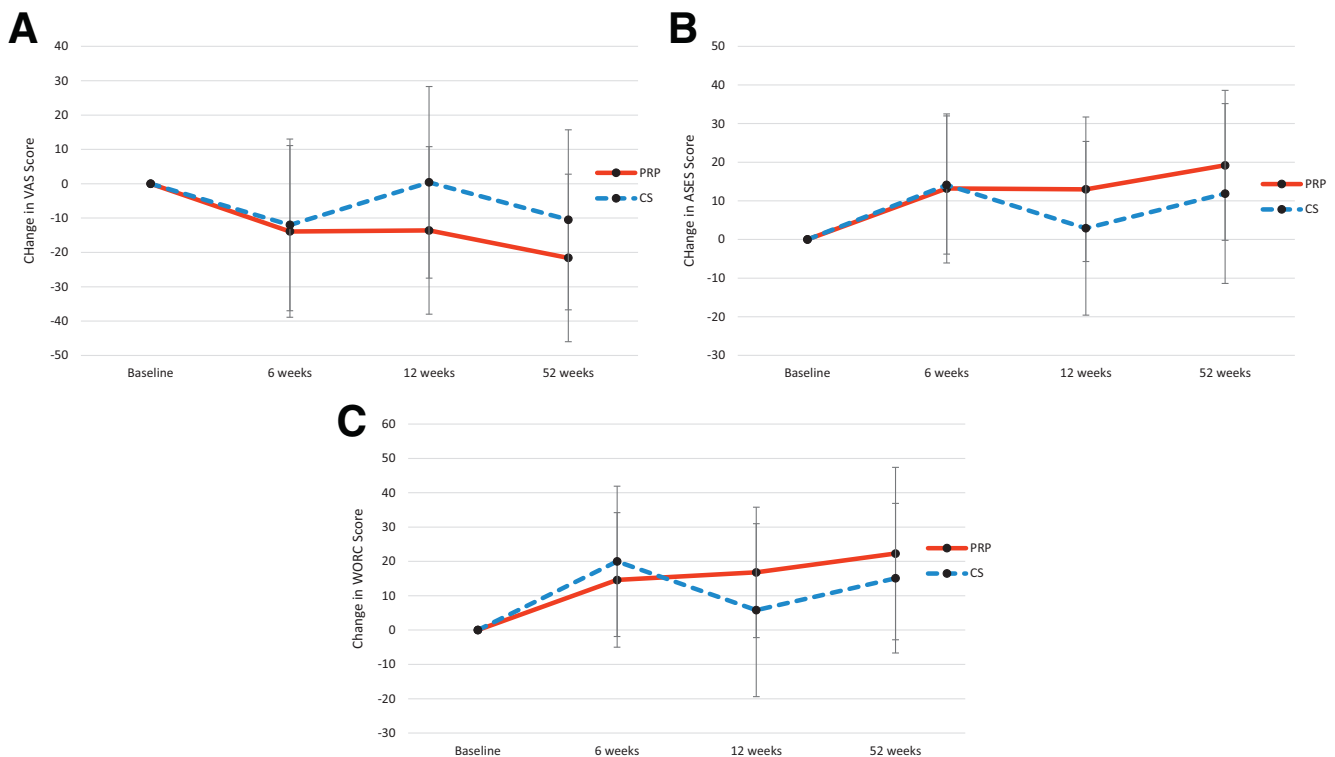 A
CHange in VAS Score
40
30
20
10
0
-10
-20
-30
-40
-50
Baseline 6 weeks 12 weeks 52 weeks
PRP
CS
B
CHange in ASES Score
50
40
30
20
10
0
-10
-20
-30
Baseline 6 weeks 12 weeks 52 weeks
PRP
CS
C
Change in WORC Score
60
50
40
30
20
10
0
-10
-20
-30
Baseline 6 weeks 12 weeks 52 weeks
PRP
CS